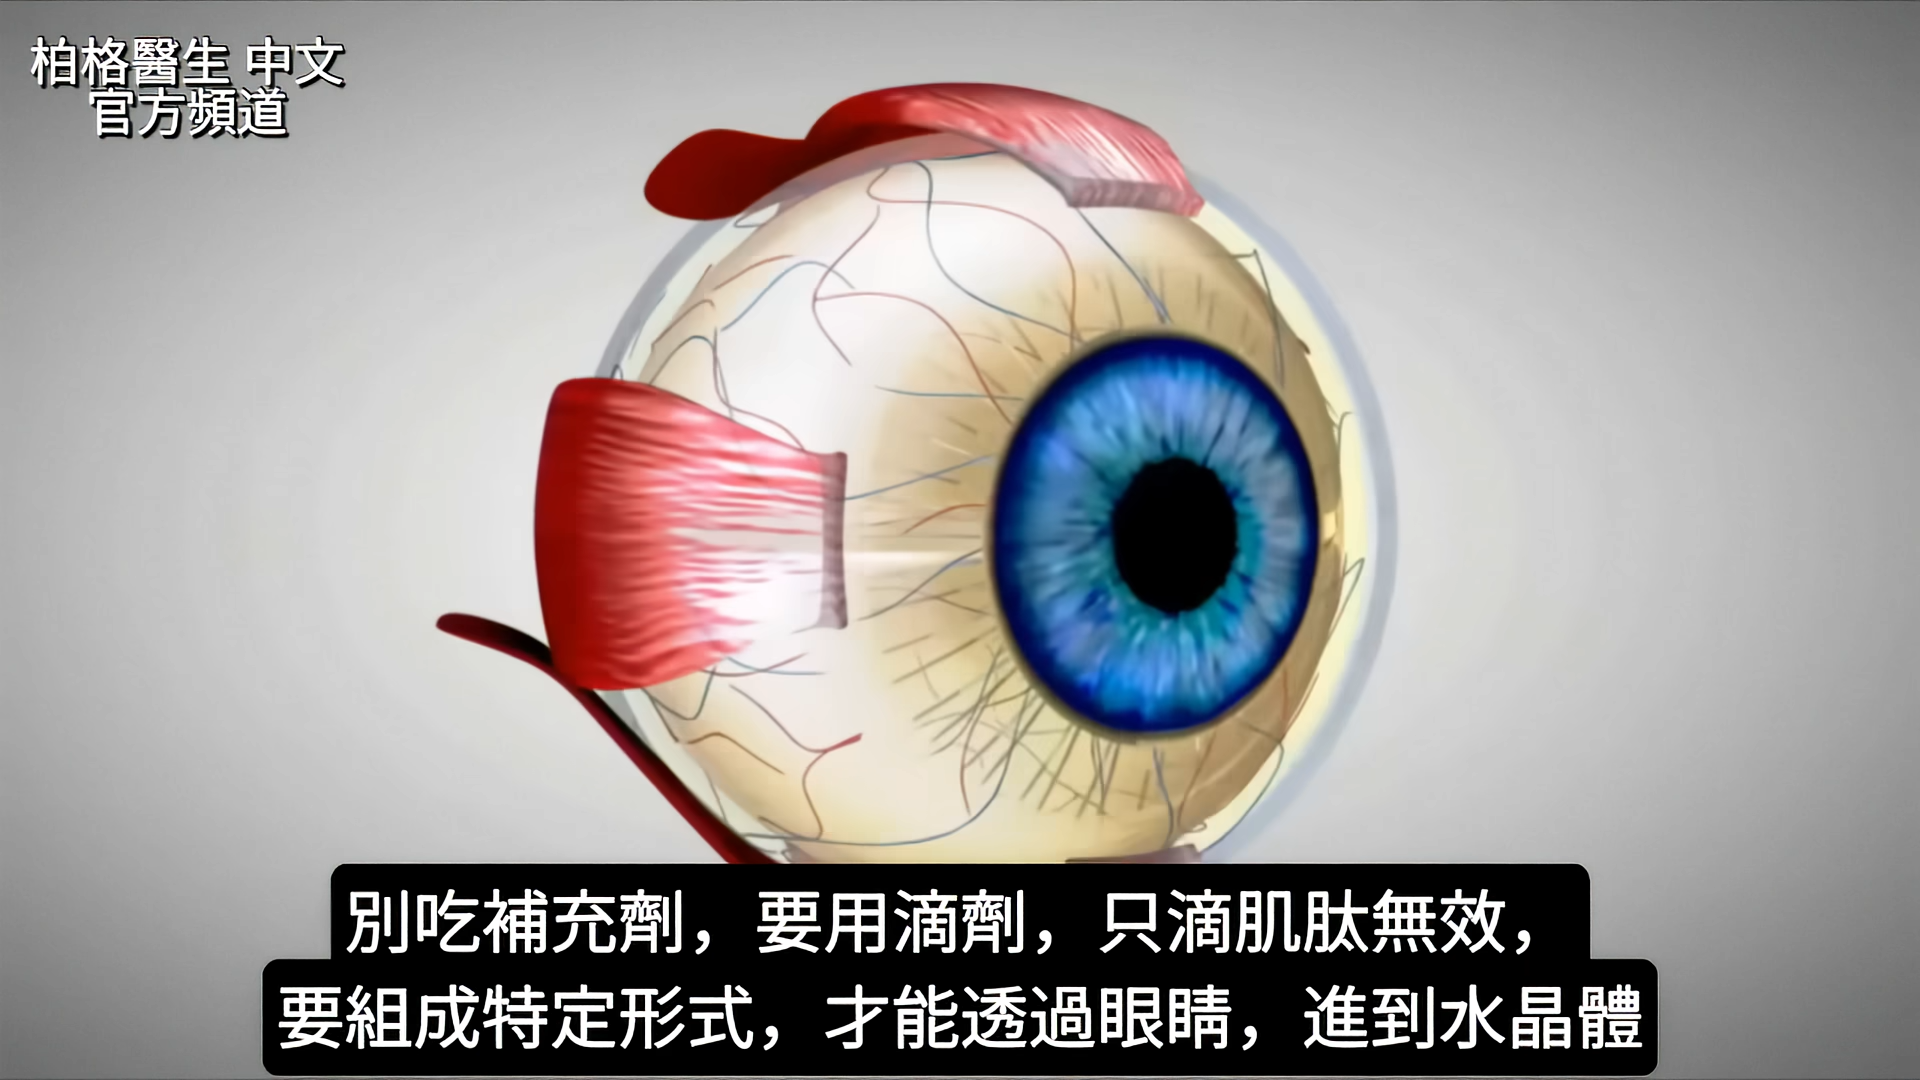 柏格醫生 中文
官方頻道
別吃補充劑，要用滴劑，只滴肌肽無效，
要組成特定形式，才能透過眼睛，進到水晶體